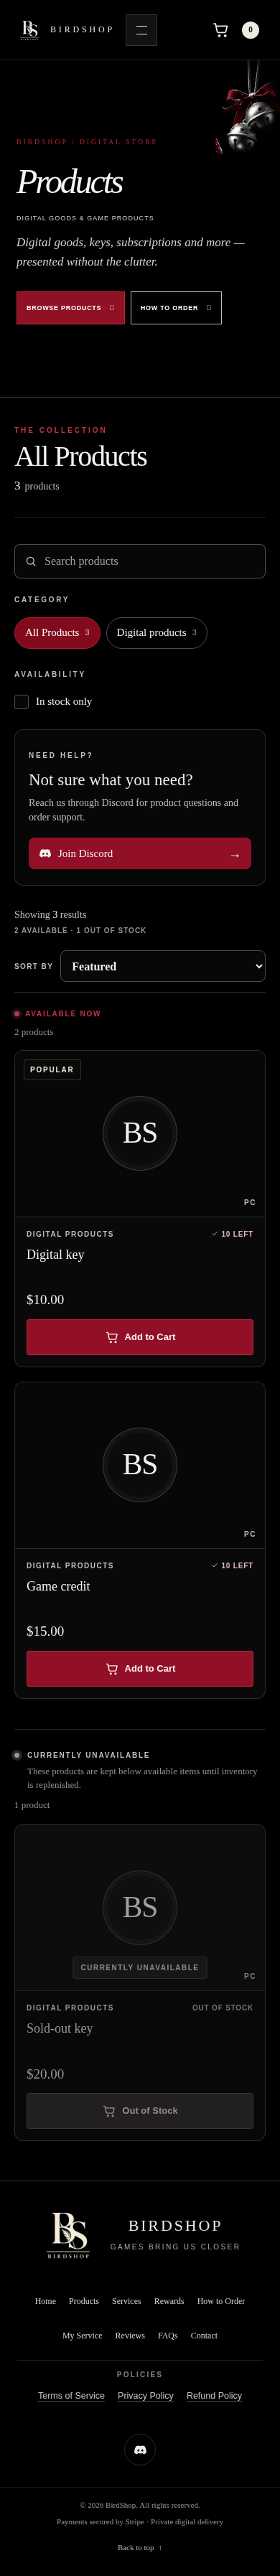 BS
BIRDSHOP
BIRDSHOP
0
BIRDSHOP / DIGITAL STORE
Products
DIGITAL GOODS & GAME PRODUCTS
Digital goods, keys, subscriptions and more —
presented without the clutter.
BROWSE PRODUCTS
HOW TO ORDER
THE COLLECTION
All Products
3 products
Search products
CATEGORY
All Products 3
Digital products 3
AVAILABILITY
In stock only
NEED HELP?
Not sure what you need?
Reach us through Discord for product questions and
order support.
Join Discord →
Showing 3 results
2 AVAILABLE · 1 OUT OF STOCK
SORT BY Featured
AVAILABLE NOW
2 products
POPULAR
BS
PC
DIGITAL PRODUCTS ✓ 10 LEFT
Digital key
$10.00
Add to Cart
BS
PC
DIGITAL PRODUCTS ✓ 10 LEFT
Game credit
$15.00
Add to Cart
CURRENTLY UNAVAILABLE
These products are kept below available items until inventory
is replenished.
1 product
BS
CURRENTLY UNAVAILABLE
PC
DIGITAL PRODUCTS OUT OF STOCK
Sold-out key
$20.00
Out of Stock
BS
BIRDSHOP
BIRDSHOP
GAMES BRING US CLOSER
Home Products Services Rewards How to Order
My Service Reviews FAQs Contact
POLICIES
Terms of Service Privacy Policy Refund Policy
© 2026 BirdShop. All rights reserved.
Payments secured by Stripe · Private digital delivery
Back to top ↑